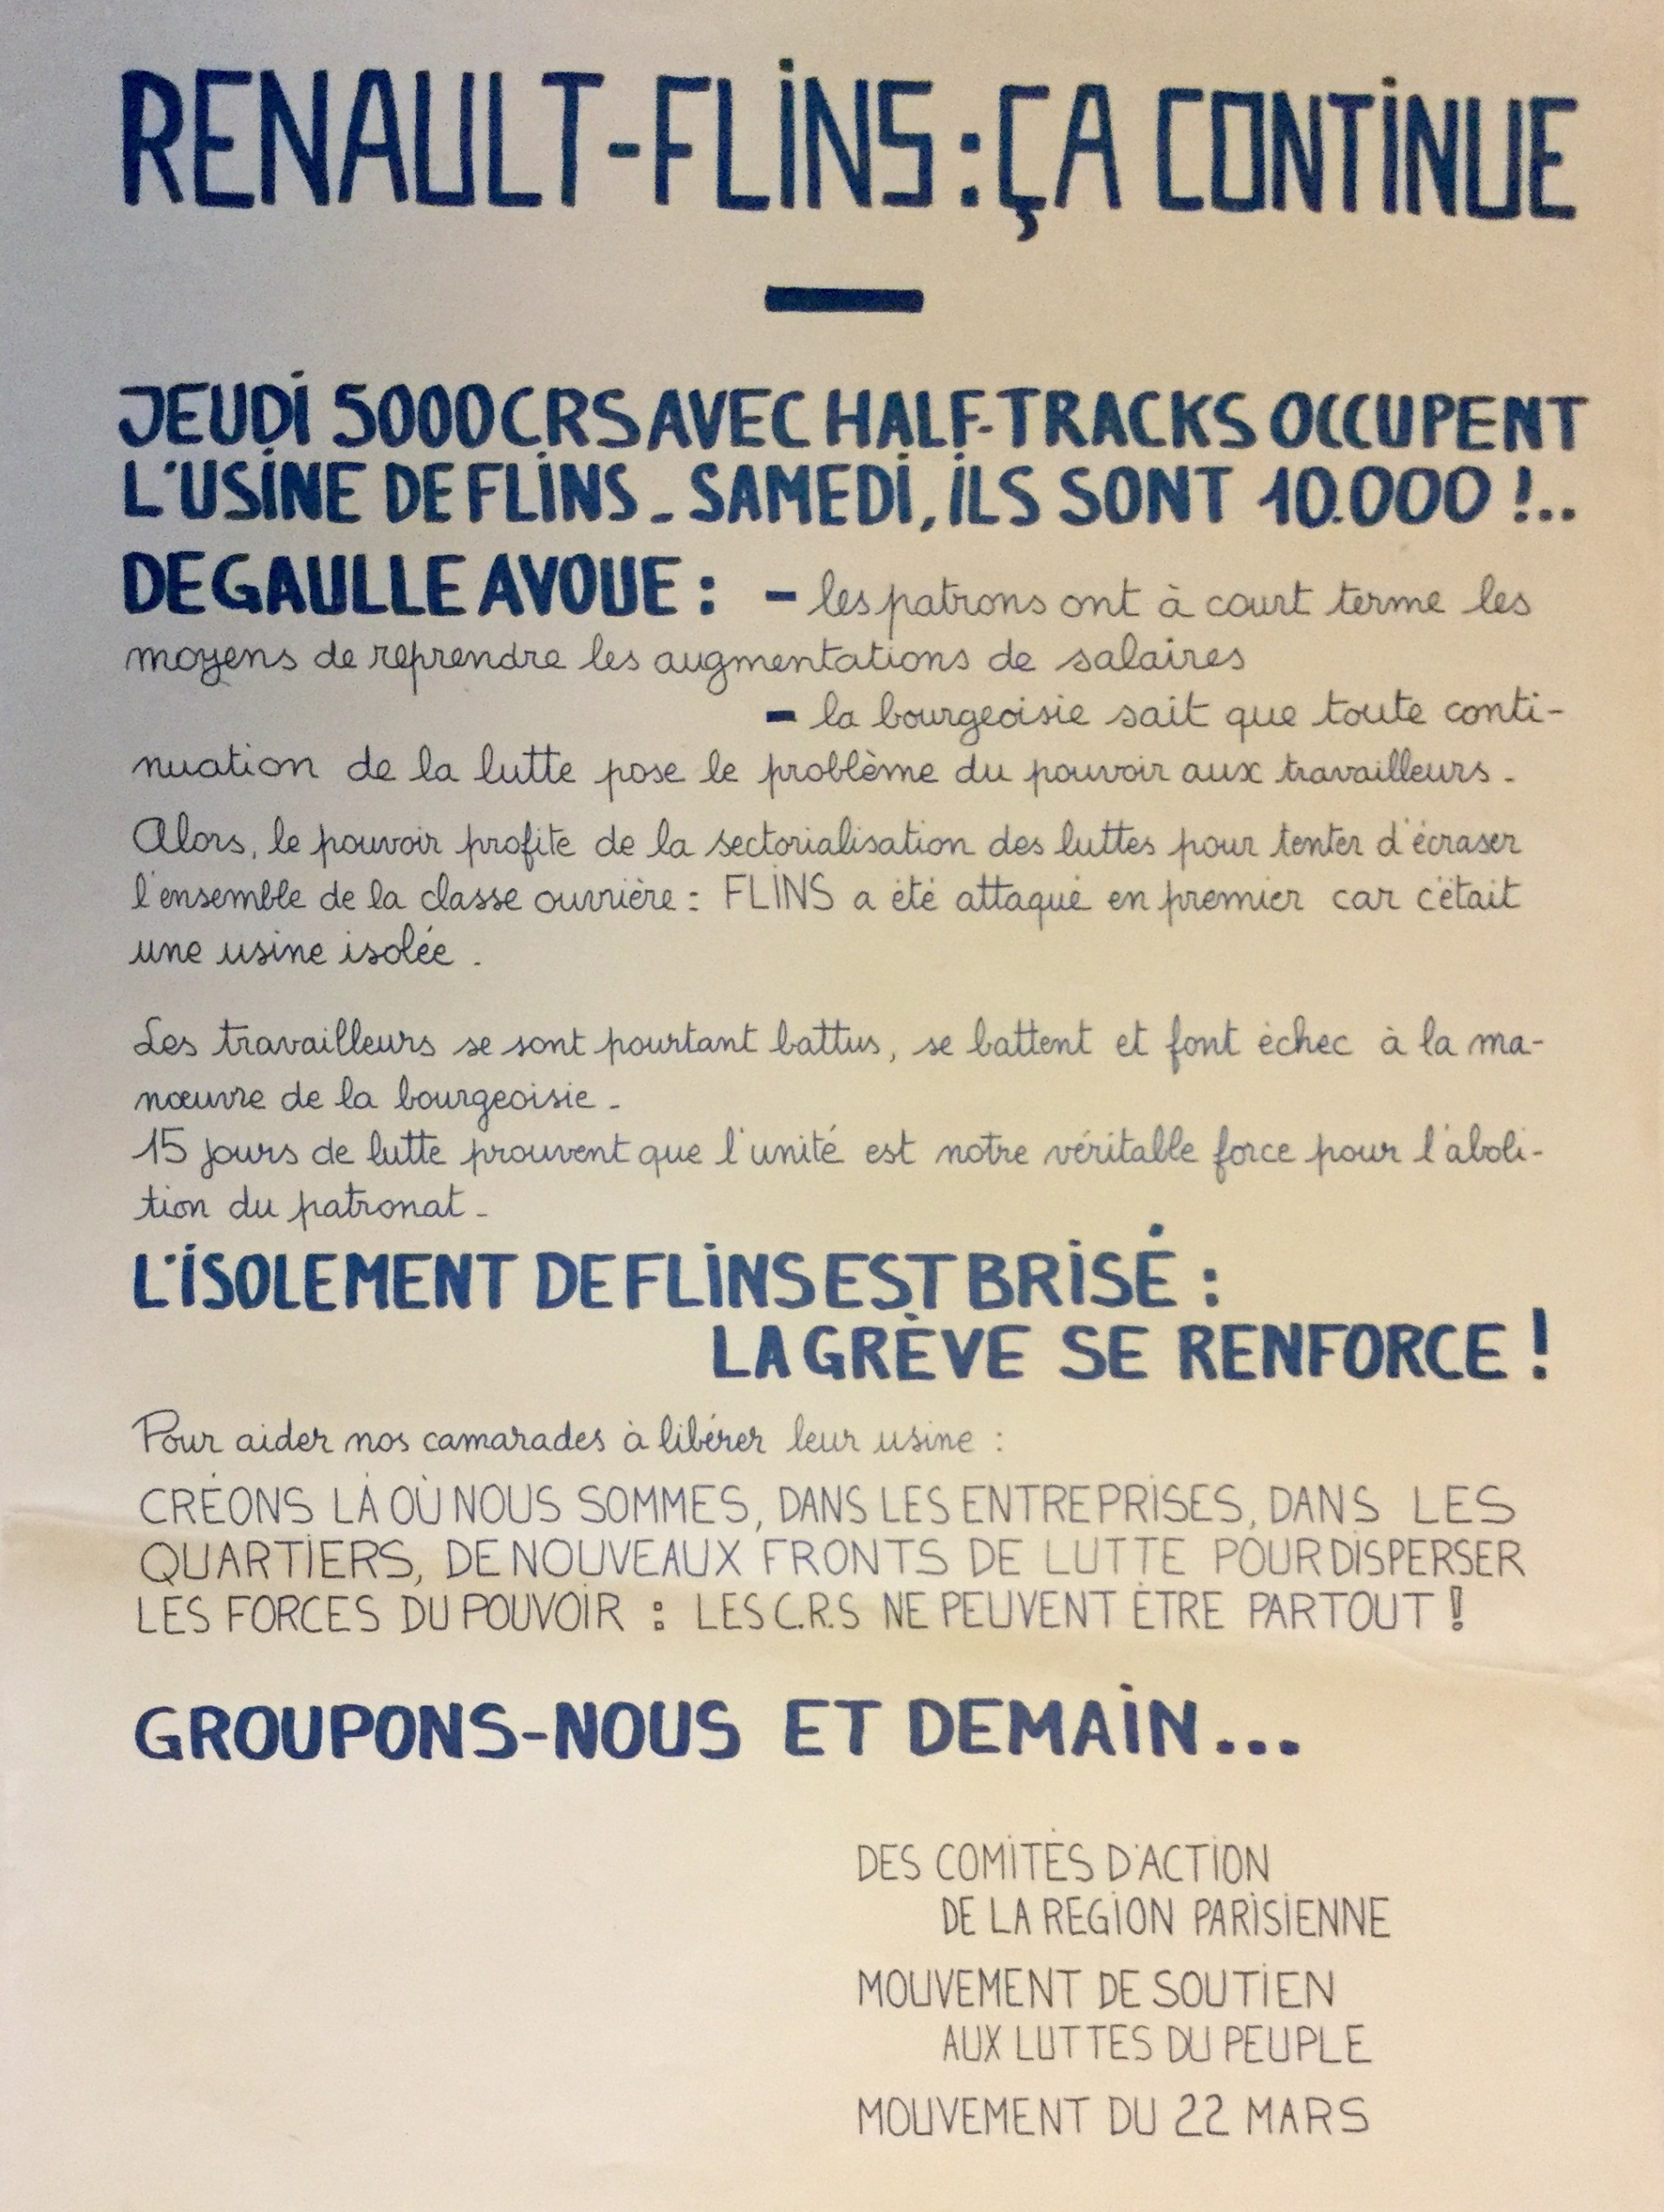 RENAULT-FLINS : ÇA CONTINUE
JEUDI 5000 CRS AVEC HALF-TRACKS OCCUPENT
L'USINE DE FLINS _ SAMEDI, ILS SONT 10.000 !..
DE GAULLE AVOUE : - les patrons ont à court terme les
moyens de reprendre les augmentations de salaires
- la bourgeoisie sait que toute conti-
nuation de la lutte pose le problème du pouvoir aux travailleurs.
Alors, le pouvoir profite de la sectorialisation des luttes pour tenter d'écraser
l'ensemble de la classe ouvrière : FLINS a été attaqué en premier car c'était
une usine isolée.
Les travailleurs se sont pourtant battus, se battent et font échec à la ma-
nœuvre de la bourgeoisie.
15 jours de lutte prouvent que l'unité est notre véritable force pour l'aboli-
tion du patronat.
L'ISOLEMENT DE FLINS EST BRISÉ :
LA GRÈVE SE RENFORCE !
Pour aider nos camarades à libérer leur usine :
CRÉONS LÀ OÙ NOUS SOMMES, DANS LES ENTREPRISES, DANS LES
QUARTIERS, DE NOUVEAUX FRONTS DE LUTTE POUR DISPERSER
LES FORCES DU POUVOIR : LES C.R.S NE PEUVENT ÊTRE PARTOUT !
GROUPONS-NOUS ET DEMAIN...
DES COMITÉS D'ACTION
DE LA REGION PARISIENNE
MOUVEMENT DE SOUTIEN
AUX LUTTES DU PEUPLE
MOUVEMENT DU 22 MARS